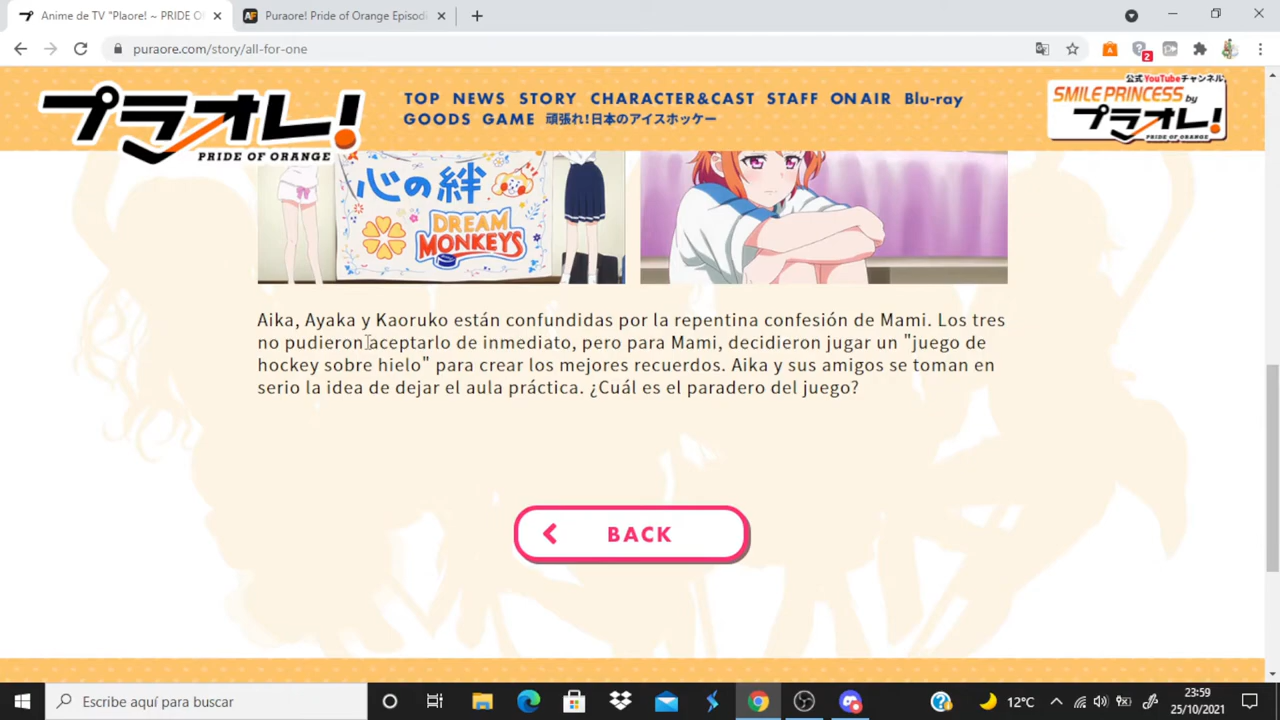 Anime de TV "Plaore! ~ PRIDE O
Puraore! Pride of Orange Episodi
puraore.com/story/all-for-one
2
プラオレ!
PRIDE OF ORANGE
TOP NEWS STORY CHARACTER&CAST STAFF ON AIR Blu-ray
GOODS GAME 頑張れ!日本のアイスホッケー
公式YouTubeチャンネル
SMILE PRINCESS by
プラオレ!
PRIDE OF ORANGE
心の絆
DREAM
MONKEYS
Aika, Ayaka y Kaoruko están confundidas por la repentina confesión de Mami. Los tres
no pudieron aceptarlo de inmediato, pero para Mami, decidieron jugar un "juego de
hockey sobre hielo" para crear los mejores recuerdos. Aika y sus amigos se toman en
serio la idea de dejar el aula práctica. ¿Cuál es el paradero del juego?
BACK
Escribe aquí para buscar
12°C
23:59
25/10/2021